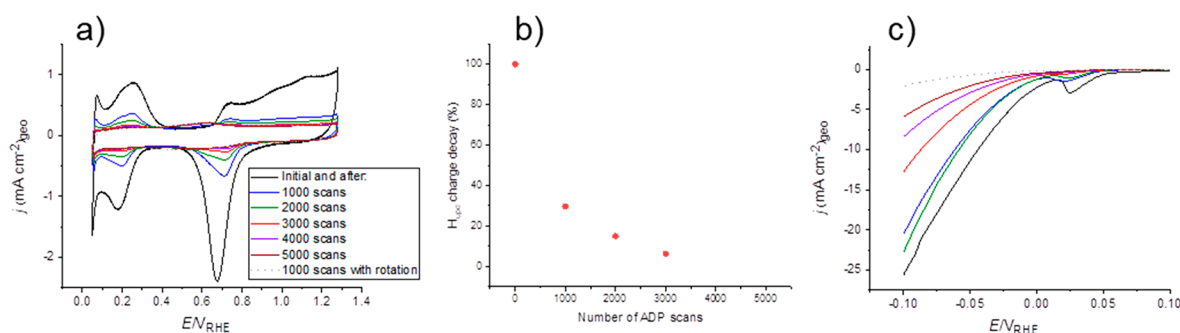 a)
b)
c)
1
0
-1
-2
j (mA cm⁻²)geo
0.0 0.2 0.4 0.6 0.8 1.0 1.2 1.4
E/VRHE
Initial and after:
1000 scans
2000 scans
3000 scans
4000 scans
5000 scans
1000 scans with rotation
100
80
60
40
20
0
Hupd charge decay (%)
0 1000 2000 3000 4000 5000
Number of ADP scans
0
-5
-10
-15
-20
-25
j (mA cm⁻²)geo
-0.10 -0.05 0.00 0.05 0.10
E/VRHE